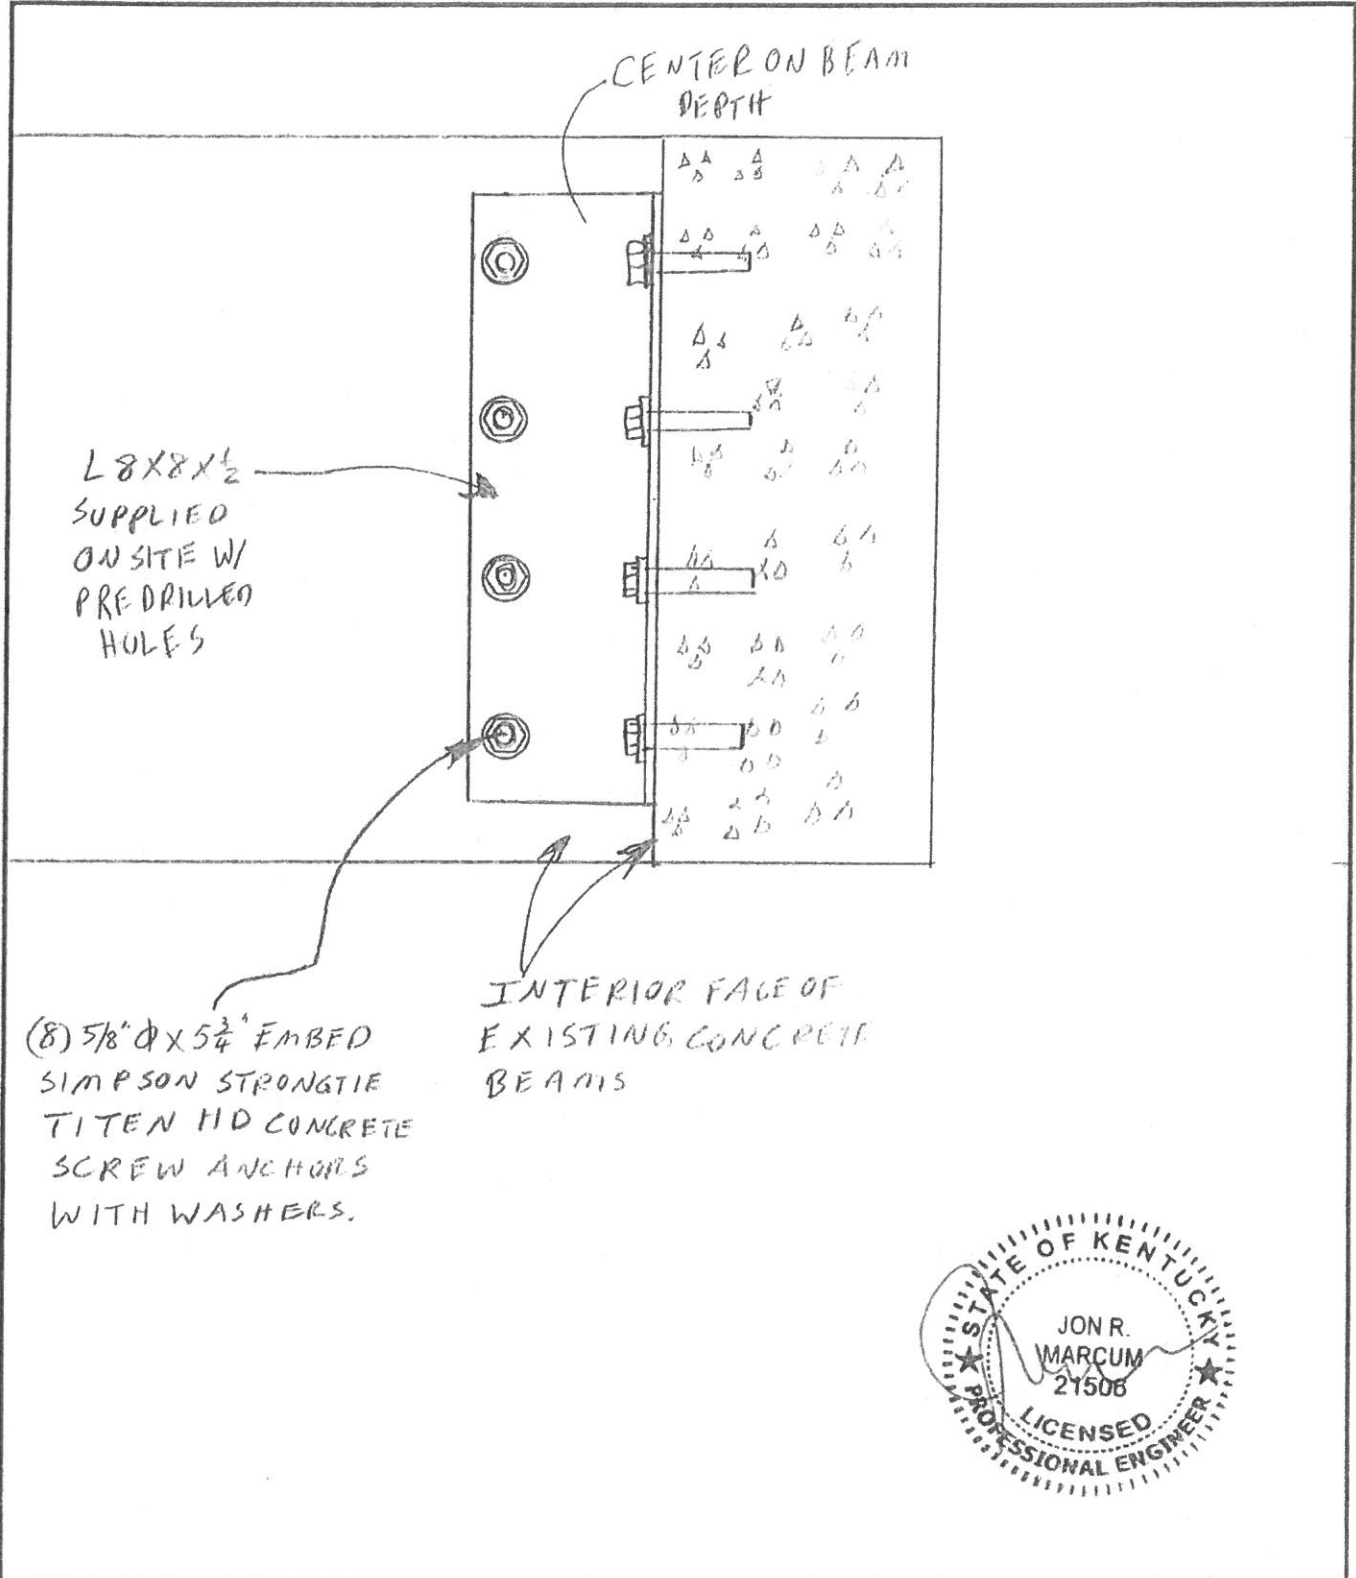 CENTER ON BEAM
DEPTH
L 8X8X½
SUPPLIED
ON SITE W/
PREDRILLED
HOLES
(8) 5/8"Φ X 5¾" EMBED
SIMPSON STRONGTIE
TITEN HD CONCRETE
SCREW ANCHORS
WITH WASHERS.
INTERIOR FACE OF
EXISTING CONCRETE
BEAMS
STATE OF KENTUCKY
JON R.
MARCUM
21506
LICENSED
PROFESSIONAL ENGINEER